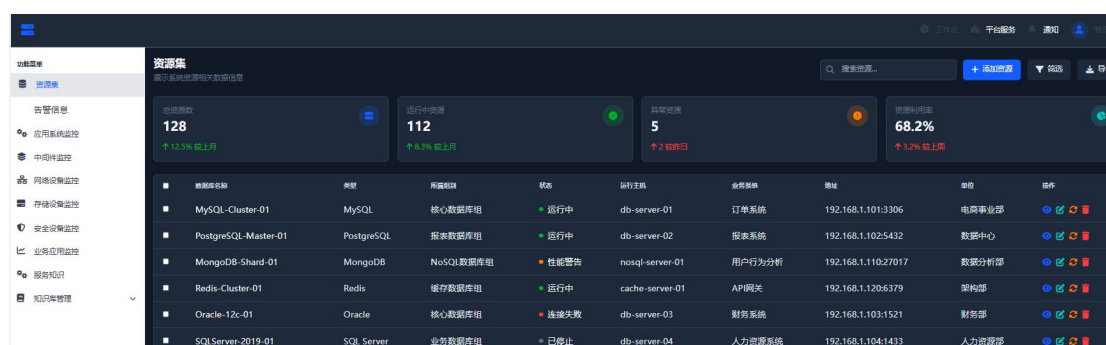 工作台 平台服务 通知
功能菜单
资源集
告警信息
应用系统监控
中间件监控
网络设备监控
存储设备监控
安全设备监控
业务应用监控
服务知识
知识库管理
资源集
展示系统资源相关数据信息
搜索资源...
+ 添加资源
筛选
总资源数
128
↑ 12.5% 较上月
运行中资源
112
↑ 8.3% 较上月
异常资源
5
↑ 2 较昨日
资源利用率
68.2%
↑ 3.2% 较上周
数据库名称 类型 所属组别 状态 运行主机 业务系统 地址 单位 操作
MySQL-Cluster-01 MySQL 核心数据库组 运行中 db-server-01 订单系统 192.168.1.101:3306 电商事业部
PostgreSQL-Master-01 PostgreSQL 报表数据库组 运行中 db-server-02 报表系统 192.168.1.102:5432 数据中心
MongoDB-Shard-01 MongoDB NoSQL数据库组 性能警告 nosql-server-01 用户行为分析 192.168.1.110:27017 数据分析部
Redis-Cluster-01 Redis 缓存数据库组 运行中 cache-server-01 API网关 192.168.1.120:6379 架构部
Oracle-12c-01 Oracle 核心数据库组 连接失败 db-server-03 财务系统 192.168.1.103:1521 财务部
SQLServer-2019-01 SQL Server 业务数据库组 已停止 db-server-04 人力资源系统 192.168.1.104:1433 人力资源部